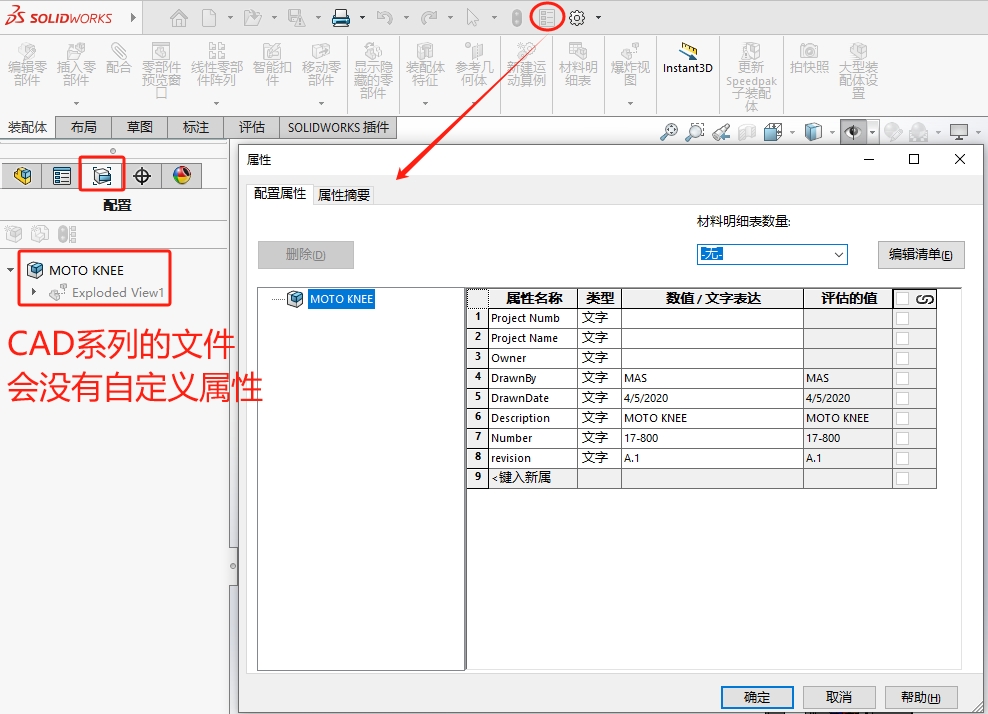 SOLIDWORKS
编辑零部件
插入零部件
配合
零部件预览窗口
线性零部件阵列
智能扣件
移动零部件
显示隐藏的零部件
装配体特征
参考几何体
新建运动算例
材料明细表
爆炸视图
Instant3D
更新Speedpak子装配体
拍快照
大型装配体设置
装配体 布局 草图 标注 评估 SOLIDWORKS 插件
属性
配置
配置属性 属性摘要
材料明细表数量:
删除(D) -无- 编辑清单(E)
MOTO KNEE
Exploded View1
CAD系列的文件
会没有自定义属性
MOTO KNEE
属性名称 类型 数值 / 文字表达 评估的值
1 Project Numb 文字
2 Project Name 文字
3 Owner 文字
4 DrawnBy 文字 MAS MAS
5 DrawnDate 文字 4/5/2020 4/5/2020
6 Description 文字 MOTO KNEE MOTO KNEE
7 Number 文字 17-800 17-800
8 revision 文字 A.1 A.1
9 <键入新属
确定 取消 帮助(H)